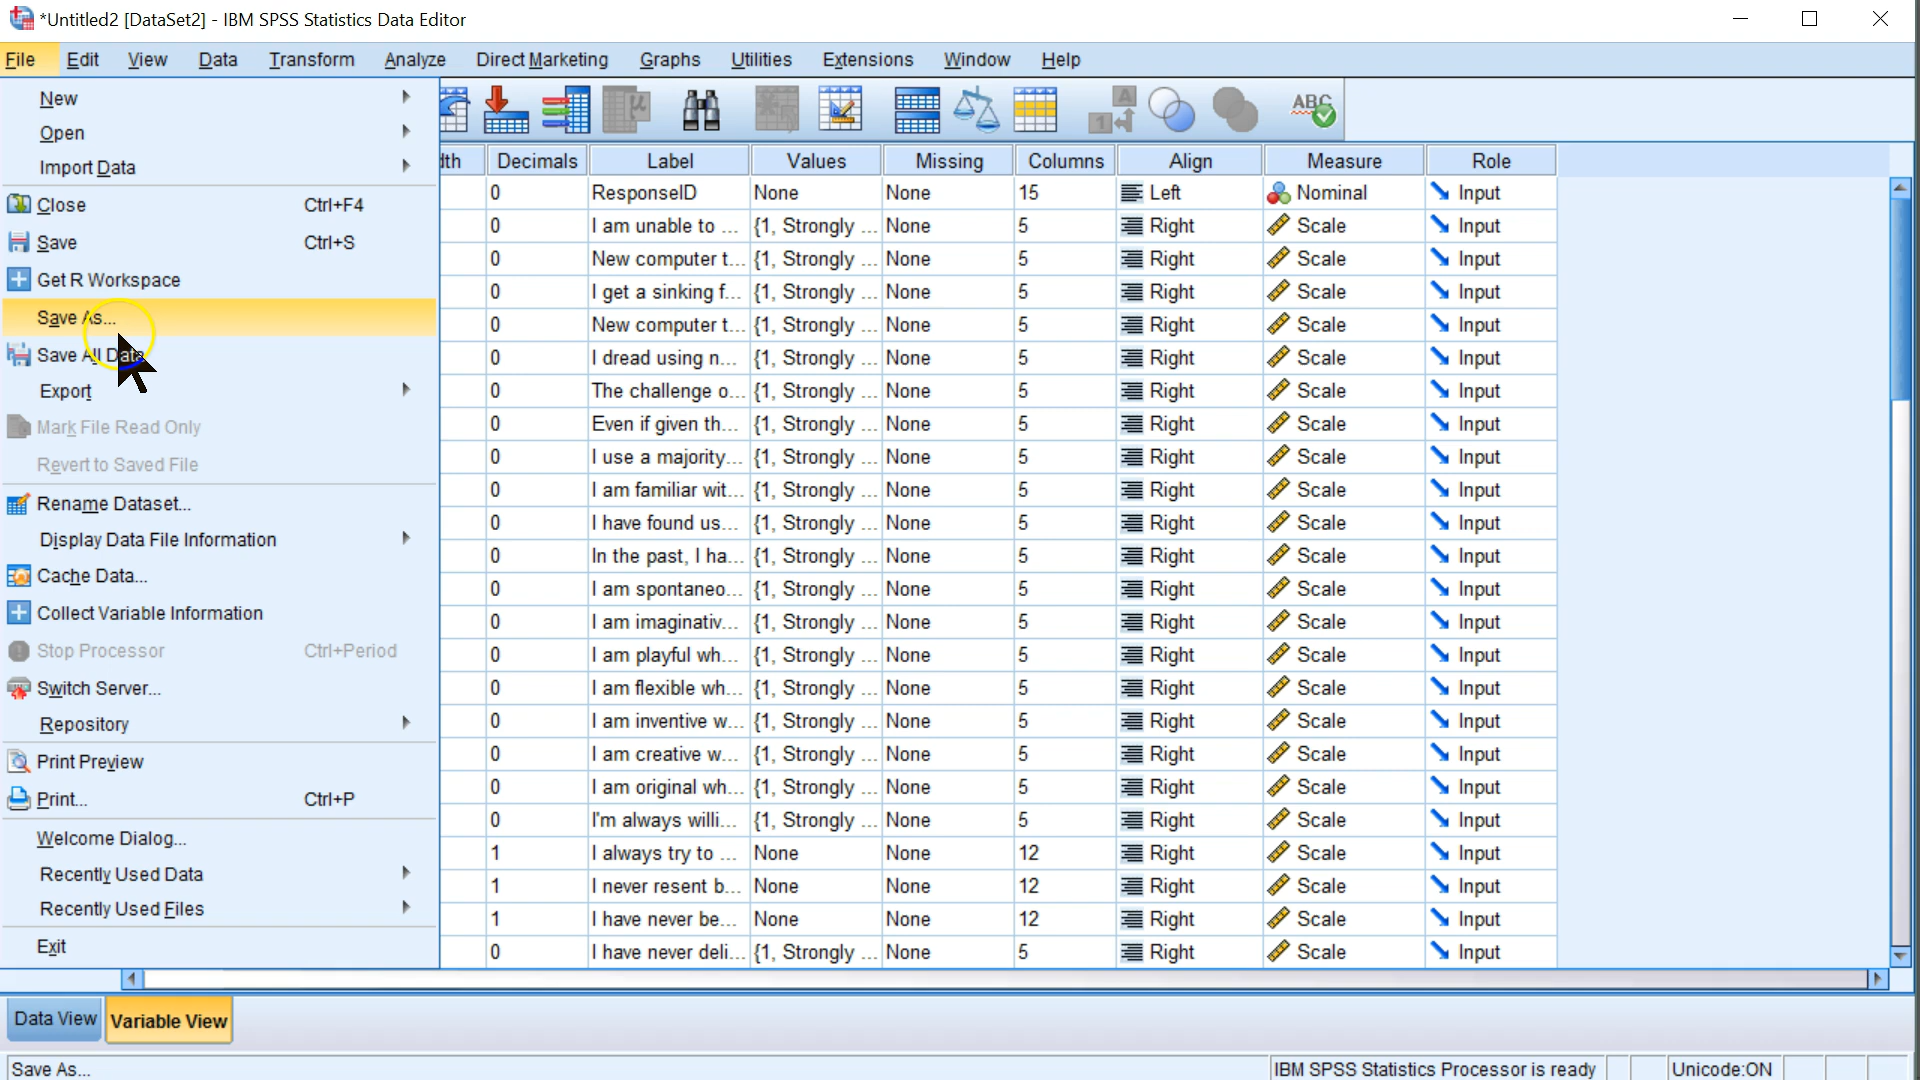 *Untitled2 [DataSet2] - IBM SPSS Statistics Data Editor
File Edit View Data Transform Analyze Direct Marketing Graphs Utilities Extensions Window Help
New
Open
Import Data
Close Ctrl+F4
Save Ctrl+S
Get R Workspace
Save As...
Save All Data
Export
Mark File Read Only
Revert to Saved File
Rename Dataset...
Display Data File Information
Cache Data...
Collect Variable Information
Stop Processor Ctrl+Period
Switch Server...
Repository
Print Preview
Print... Ctrl+P
Welcome Dialog...
Recently Used Data
Recently Used Files
Exit
dth Decimals Label Values Missing Columns Align Measure Role
0 ResponseID None None 15 Left Nominal Input
0 I am unable to ... {1, Strongly ... None 5 Right Scale Input
0 New computer t... {1, Strongly ... None 5 Right Scale Input
0 I get a sinking f... {1, Strongly ... None 5 Right Scale Input
0 New computer t... {1, Strongly ... None 5 Right Scale Input
0 I dread using n... {1, Strongly ... None 5 Right Scale Input
0 The challenge o... {1, Strongly ... None 5 Right Scale Input
0 Even if given th... {1, Strongly ... None 5 Right Scale Input
0 I use a majority... {1, Strongly ... None 5 Right Scale Input
0 I am familiar wit... {1, Strongly ... None 5 Right Scale Input
0 I have found us... {1, Strongly ... None 5 Right Scale Input
0 In the past, I ha... {1, Strongly ... None 5 Right Scale Input
0 I am spontaneo... {1, Strongly ... None 5 Right Scale Input
0 I am imaginativ... {1, Strongly ... None 5 Right Scale Input
0 I am playful wh... {1, Strongly ... None 5 Right Scale Input
0 I am flexible wh... {1, Strongly ... None 5 Right Scale Input
0 I am inventive w... {1, Strongly ... None 5 Right Scale Input
0 I am creative w... {1, Strongly ... None 5 Right Scale Input
0 I am original wh... {1, Strongly ... None 5 Right Scale Input
0 I'm always willi... {1, Strongly ... None 5 Right Scale Input
1 I always try to ... None None 12 Right Scale Input
1 I never resent b... None None 12 Right Scale Input
1 I have never be... None None 12 Right Scale Input
0 I have never deli... {1, Strongly ... None 5 Right Scale Input
Data View Variable View
Save As... IBM SPSS Statistics Processor is ready Unicode:ON